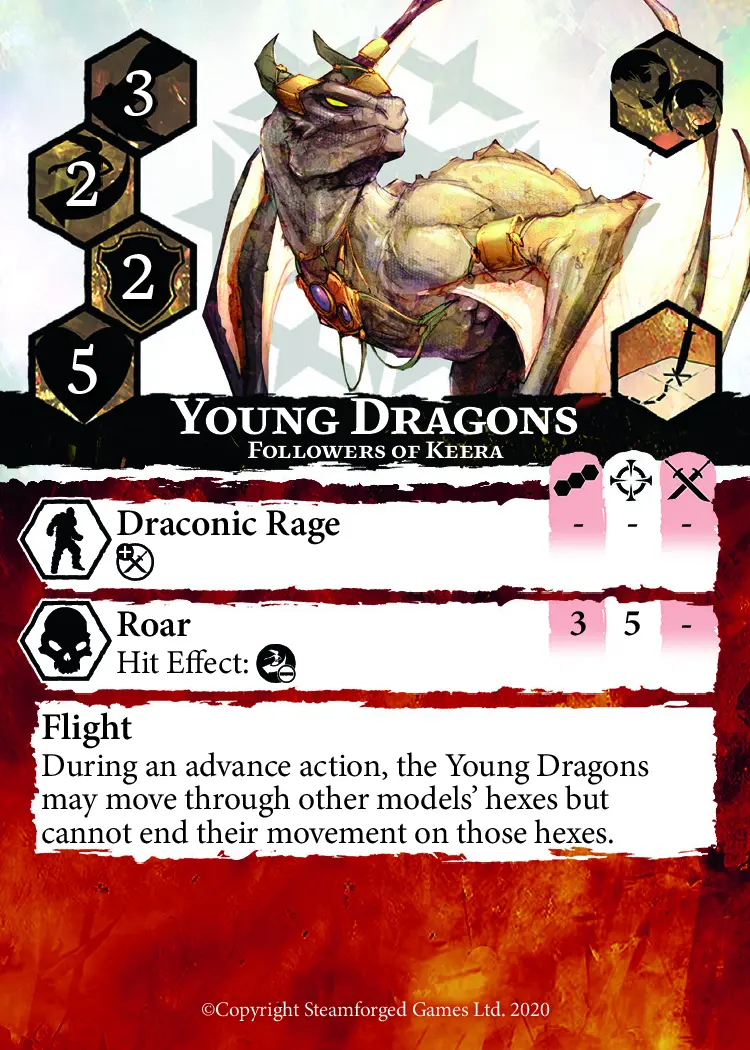 3
2
2
5
Young Dragons
Followers of Keera
Draconic Rage
- - -
Roar
3 5 -
Hit Effect:
Flight
During an advance action, the Young Dragons
may move through other models’ hexes but
cannot end their movement on those hexes.
©Copyright Steamforged Games Ltd. 2020